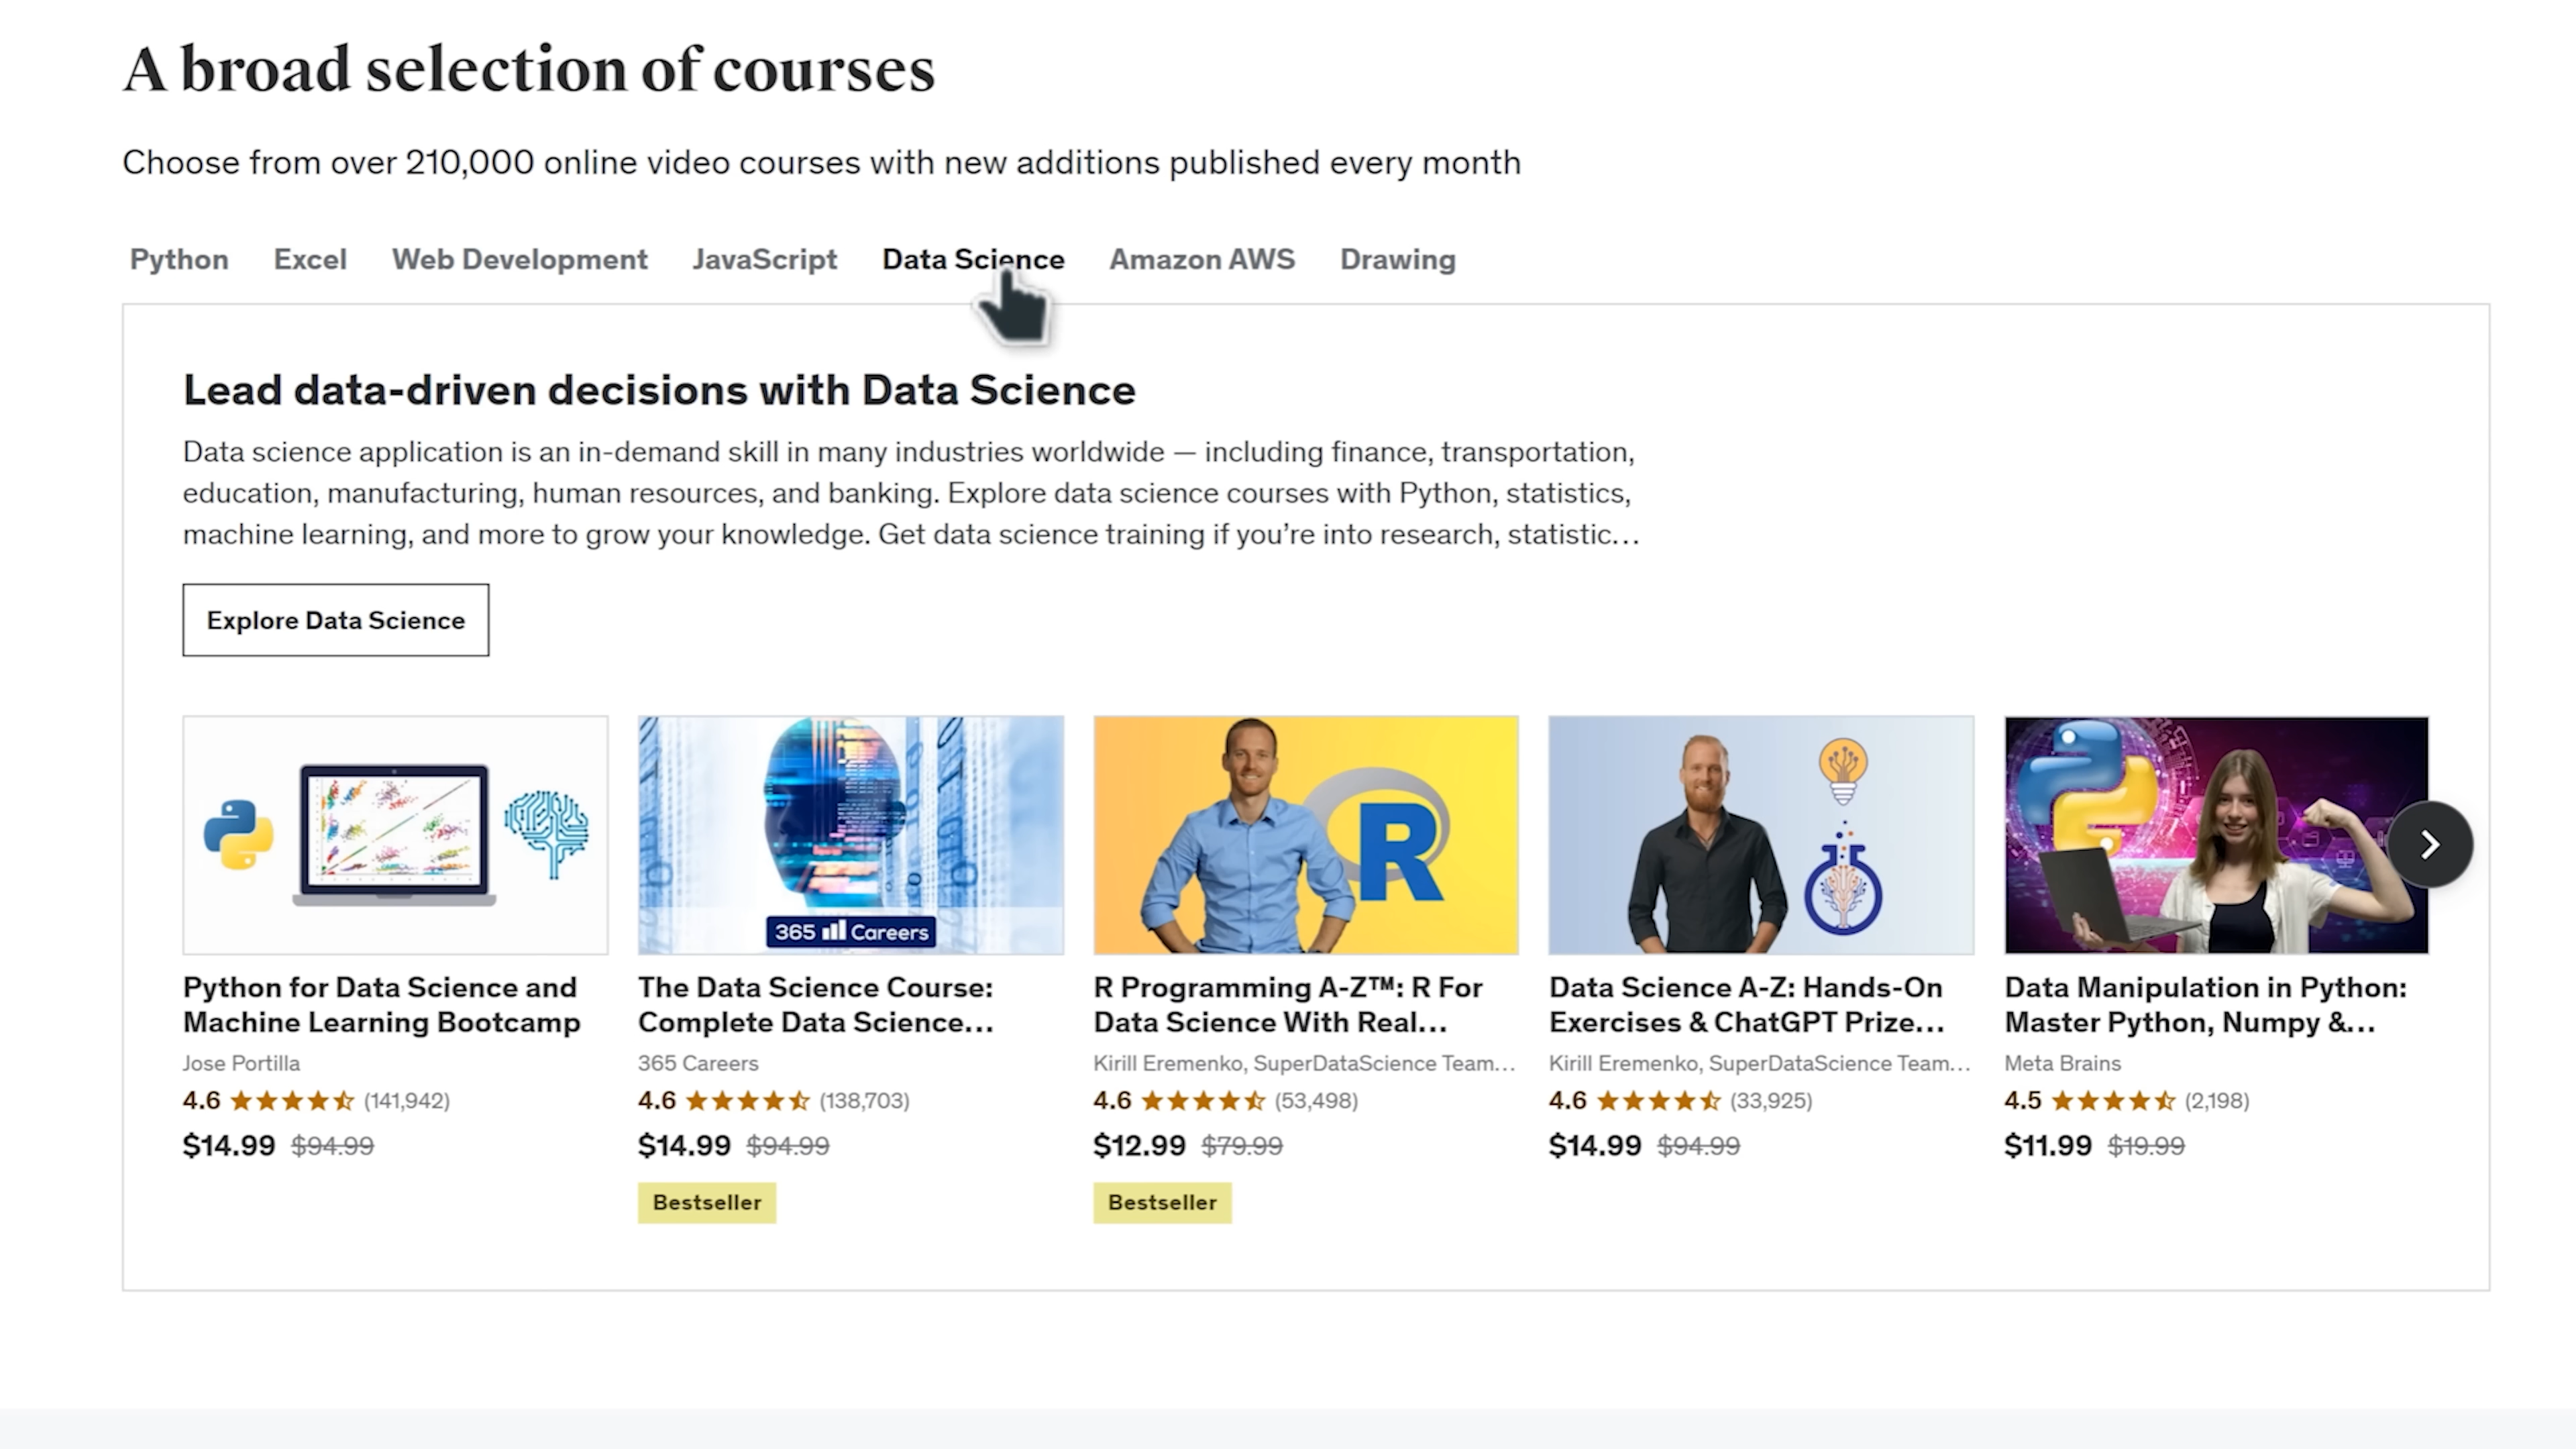 A broad selection of courses
Choose from over 210,000 online video courses with new additions published every month
Python Excel Web Development JavaScript Data Science Amazon AWS Drawing
Lead data-driven decisions with Data Science
Data science application is an in-demand skill in many industries worldwide — including finance, transportation,
education, manufacturing, human resources, and banking. Explore data science courses with Python, statistics,
machine learning, and more to grow your knowledge. Get data science training if you’re into research, statistic…
Explore Data Science
R
365 Careers
Python for Data Science and
Machine Learning Bootcamp
Jose Portilla
4.6 (141,942)
$14.99 $94.99
The Data Science Course:
Complete Data Science…
365 Careers
4.6 (138,703)
$14.99 $94.99
Bestseller
R Programming A-Z™: R For
Data Science With Real…
Kirill Eremenko, SuperDataScience Team…
4.6 (53,498)
$12.99 $79.99
Bestseller
Data Science A-Z: Hands-On
Exercises & ChatGPT Prize…
Kirill Eremenko, SuperDataScience Team…
4.6 (33,925)
$14.99 $94.99
Data Manipulation in Python:
Master Python, Numpy &…
Meta Brains
4.5 (2,198)
$11.99 $19.99